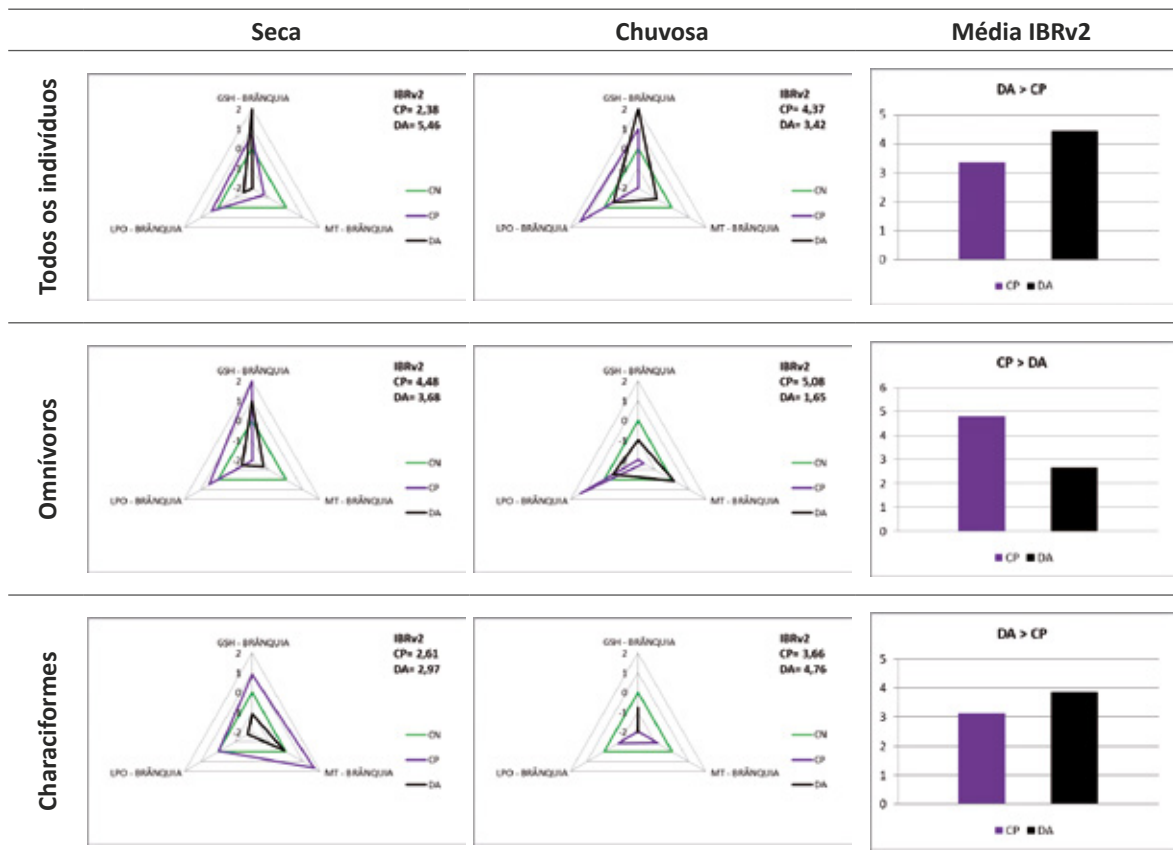 Seca
Chuvosa
Média IBRv2
Todos os indivíduos
GSH - BRÂNQUIA
2
1
0
-1
-2
LPO - BRÂNQUIA
MT - BRÂNQUIA
IBRv2
CP= 2,38
DA= 5,46
CN
CP
DA
GSH - BRÂNQUIA
2
1
0
-1
-2
LPO - BRÂNQUIA
MT - BRÂNQUIA
IBRv2
CP= 4,37
DA= 3,42
CN
CP
DA
DA > CP
5
4
3
2
1
0
CP DA
Omnívoros
GSH - BRÂNQUIA
2
1
0
-1
-2
LPO - BRÂNQUIA
MT - BRÂNQUIA
IBRv2
CP= 4,48
DA= 3,68
CN
CP
DA
GSH - BRÂNQUIA
2
1
0
-1
-2
LPO - BRÂNQUIA
MT - BRÂNQUIA
IBRv2
CP= 5,08
DA= 1,65
CN
CP
DA
CP > DA
6
5
4
3
2
1
0
CP DA
Characiformes
GSH - BRÂNQUIA
2
1
0
-1
-2
LPO - BRÂNQUIA
MT - BRÂNQUIA
IBRv2
CP= 2,61
DA= 2,97
CN
CP
DA
GSH - BRÂNQUIA
2
1
0
-1
-2
LPO - BRÂNQUIA
MT - BRÂNQUIA
IBRv2
CP= 3,66
DA= 4,76
CN
CP
DA
DA > CP
5
4
3
2
1
0
CP DA